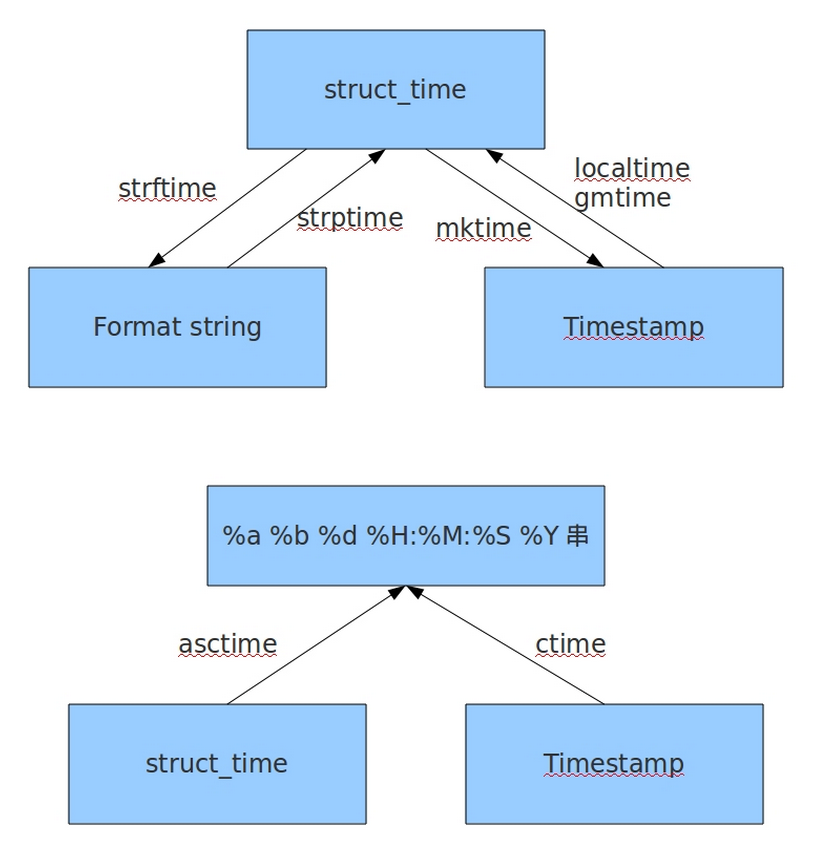 struct_time
strftime
strptime
mktime
localtime
gmtime
Format string
Timestamp
%a %b %d %H:%M:%S %Y 串
asctime
ctime
struct_time
Timestamp